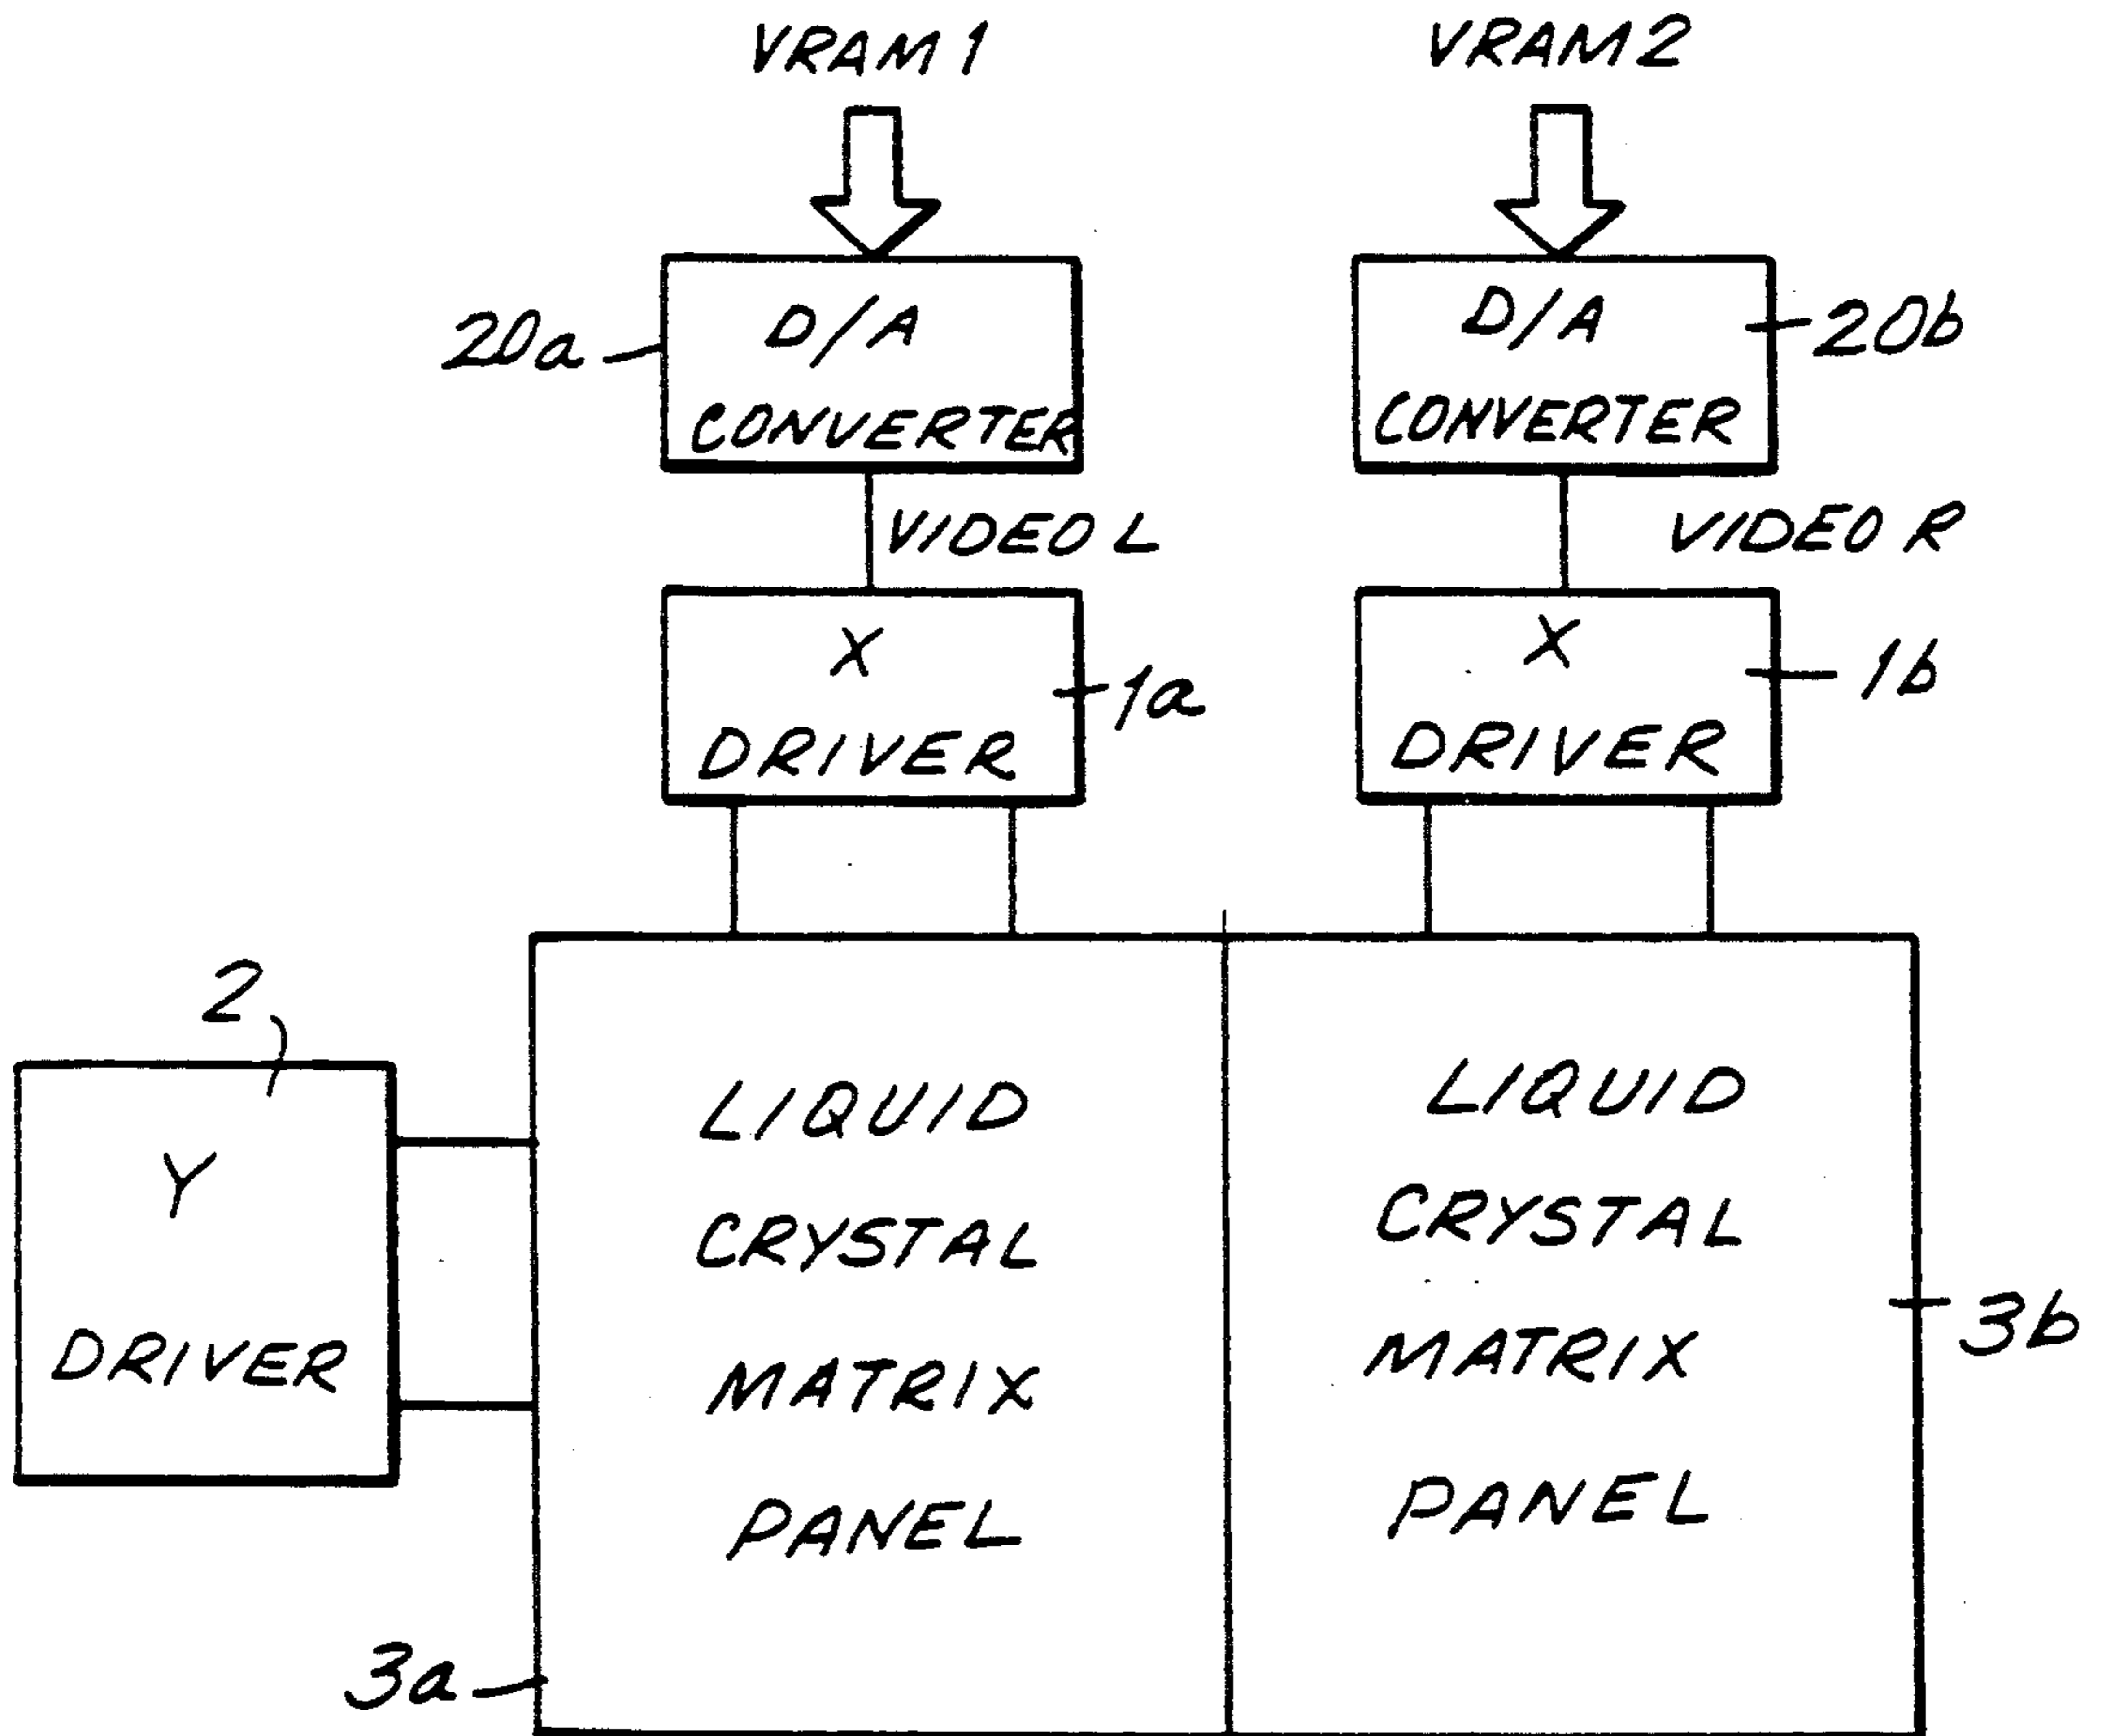 VRAM 1
VRAM 2
20a
D/A
CONVERTER
D/A
CONVERTER
20b
VIDEO L
VIDEO R
X
DRIVER
1a
X
DRIVER
1b
2
Y
DRIVER
LIQUID
CRYSTAL
MATRIX
PANEL
3a
LIQUID
CRYSTAL
MATRIX
PANEL
3b